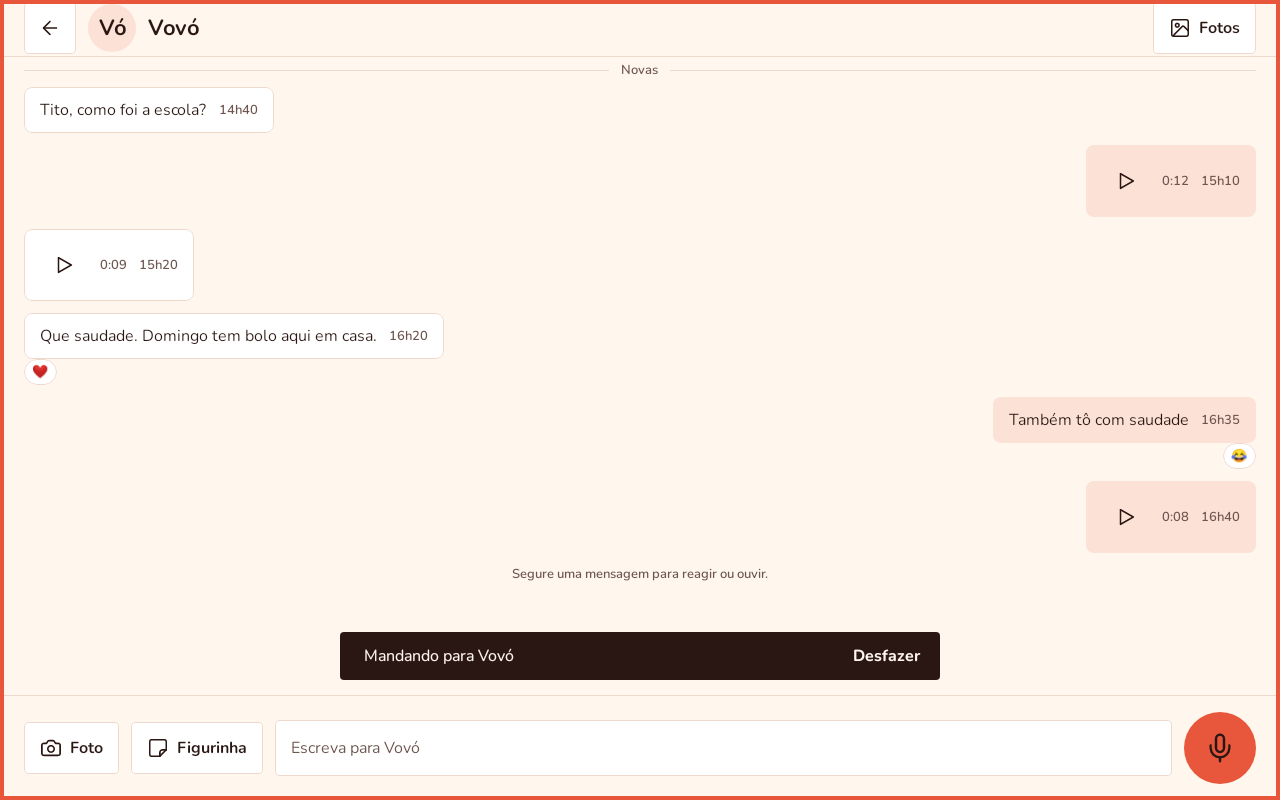 Vó Vovó Fotos
Novas
Tito, como foi a escola? 14h40
0:12 15h10
0:09 15h20
Que saudade. Domingo tem bolo aqui em casa. 16h20
Também tô com saudade 16h35
0:08 16h40
Segure uma mensagem para reagir ou ouvir.
Mandando para Vovó Desfazer
Foto Figurinha Escreva para Vovó